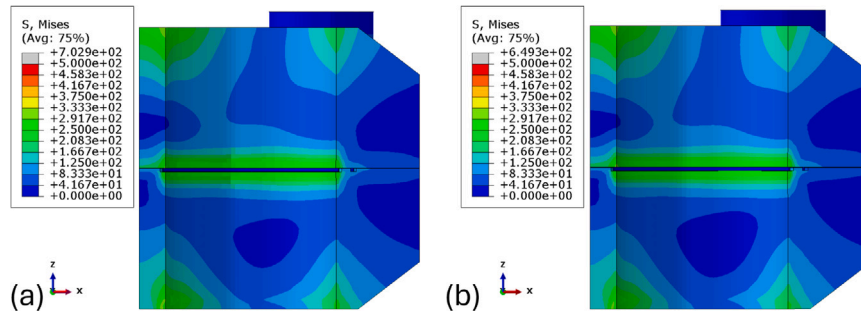 S, Mises
(Avg: 75%)
+7.029e+02
+5.000e+02
+4.583e+02
+4.167e+02
+3.750e+02
+3.333e+02
+2.917e+02
+2.500e+02
+2.083e+02
+1.667e+02
+1.250e+02
+8.333e+01
+4.167e+01
+0.000e+00
z
x
(a)
S, Mises
(Avg: 75%)
+6.493e+02
+5.000e+02
+4.583e+02
+4.167e+02
+3.750e+02
+3.333e+02
+2.917e+02
+2.500e+02
+2.083e+02
+1.667e+02
+1.250e+02
+8.333e+01
+4.167e+01
+0.000e+00
z
x
(b)